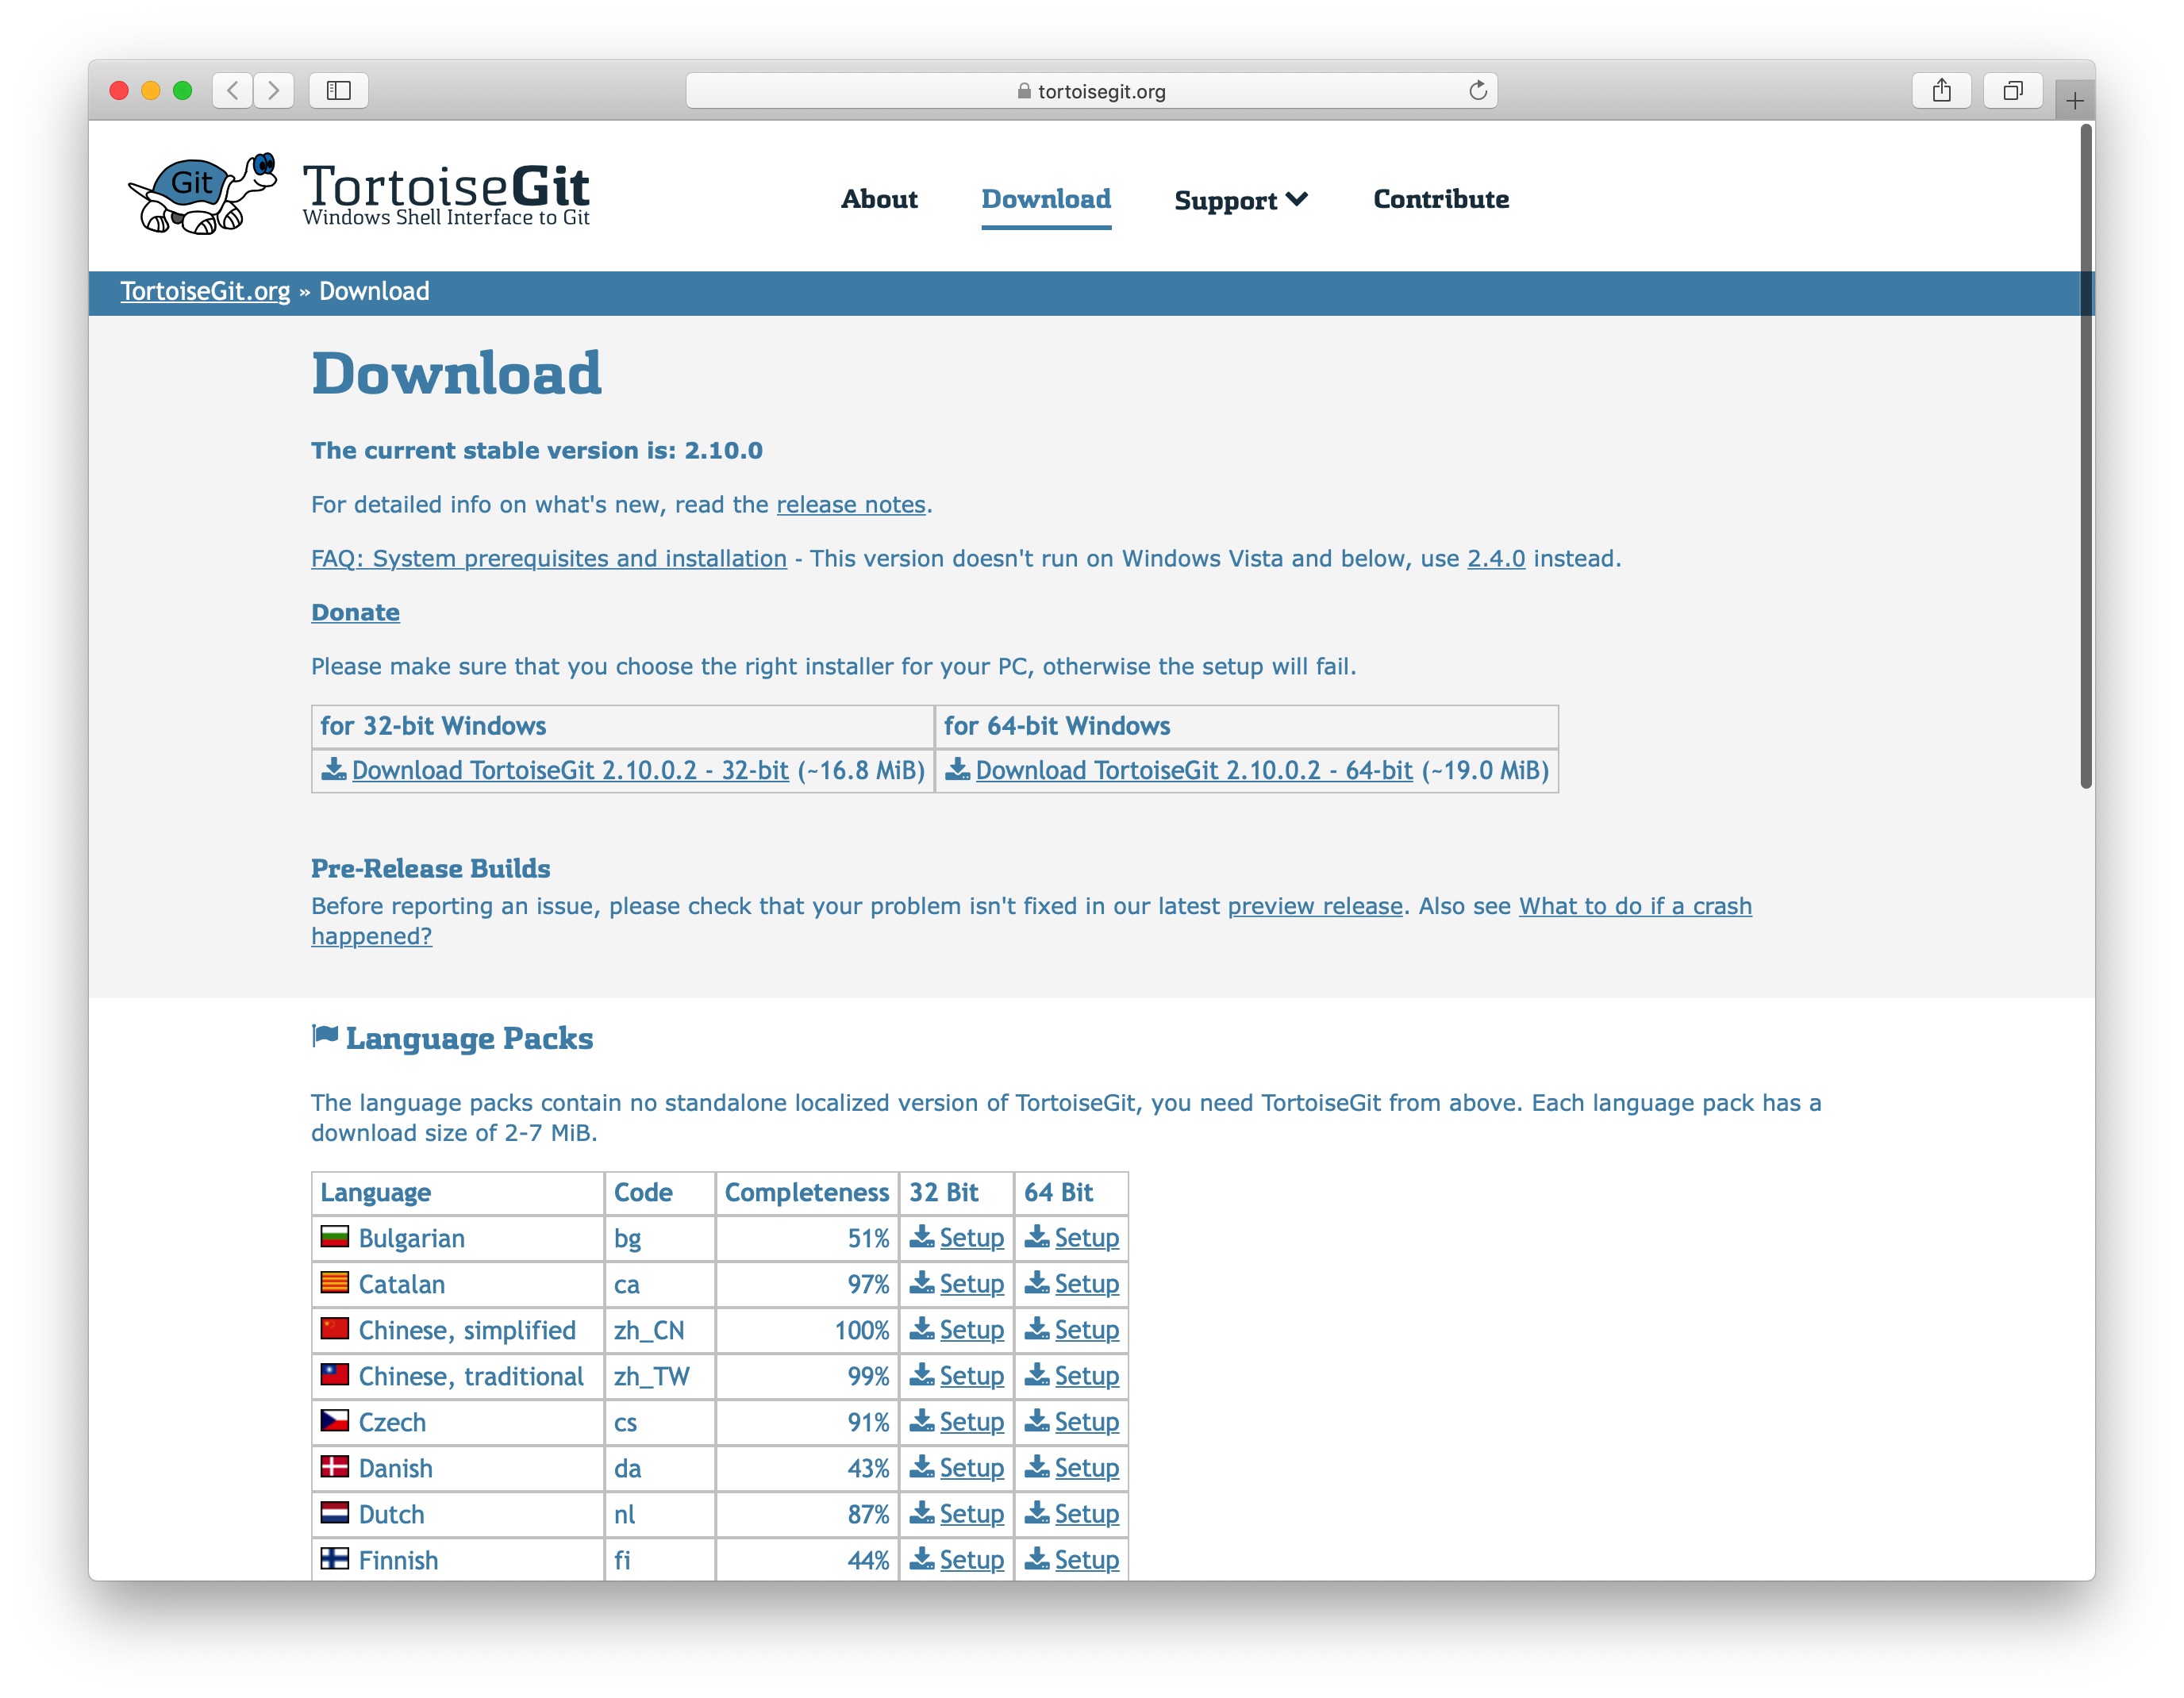 tortoisegit.org
Git
TortoiseGit
Windows Shell Interface to Git
About Download Support Contribute
TortoiseGit.org » Download
Download
The current stable version is: 2.10.0
For detailed info on what's new, read the release notes.
FAQ: System prerequisites and installation - This version doesn't run on Windows Vista and below, use 2.4.0 instead.
Donate
Please make sure that you choose the right installer for your PC, otherwise the setup will fail.
for 32-bit Windows for 64-bit Windows
Download TortoiseGit 2.10.0.2 - 32-bit (~16.8 MiB) Download TortoiseGit 2.10.0.2 - 64-bit (~19.0 MiB)
Pre-Release Builds
Before reporting an issue, please check that your problem isn't fixed in our latest preview release. Also see What to do if a crash
happened?
Language Packs
The language packs contain no standalone localized version of TortoiseGit, you need TortoiseGit from above. Each language pack has a
download size of 2-7 MiB.
Language Code Completeness 32 Bit 64 Bit
Bulgarian bg 51% Setup Setup
Catalan ca 97% Setup Setup
Chinese, simplified zh_CN 100% Setup Setup
Chinese, traditional zh_TW 99% Setup Setup
Czech cs 91% Setup Setup
Danish da 43% Setup Setup
Dutch nl 87% Setup Setup
Finnish fi 44% Setup Setup